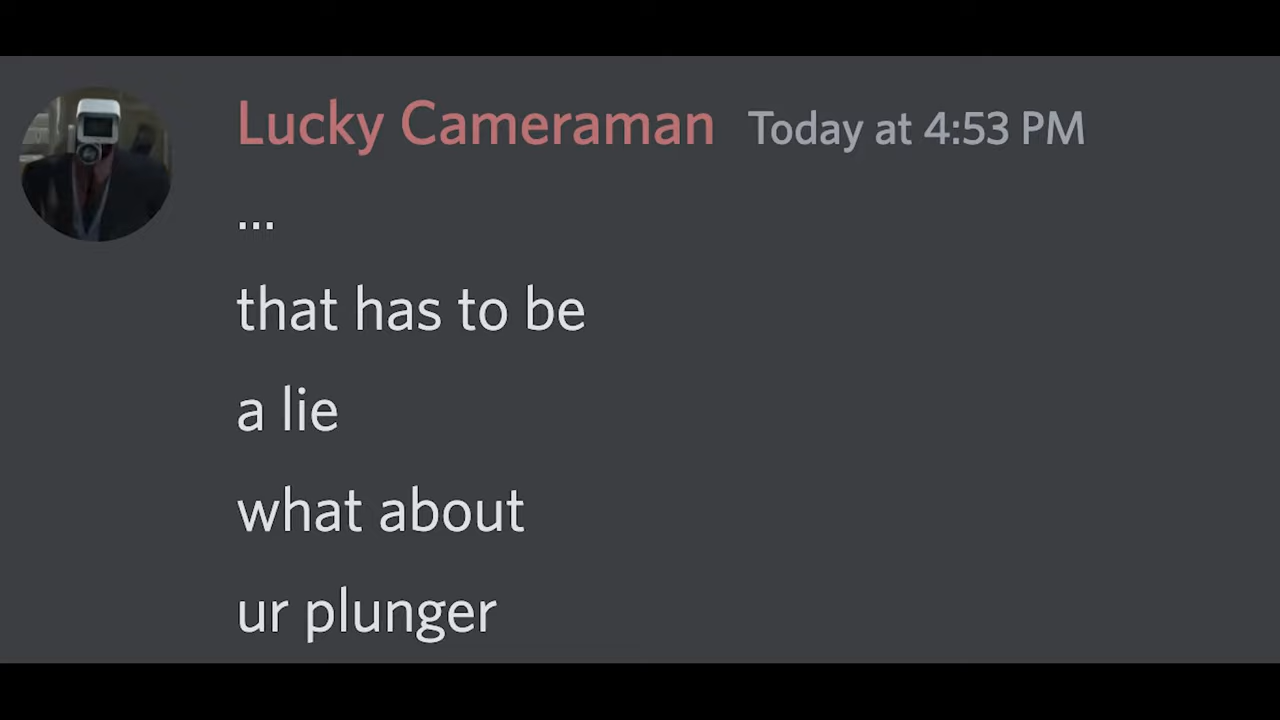 Lucky Cameraman Today at 4:53 PM
...
that has to be
a lie
what about
ur plunger